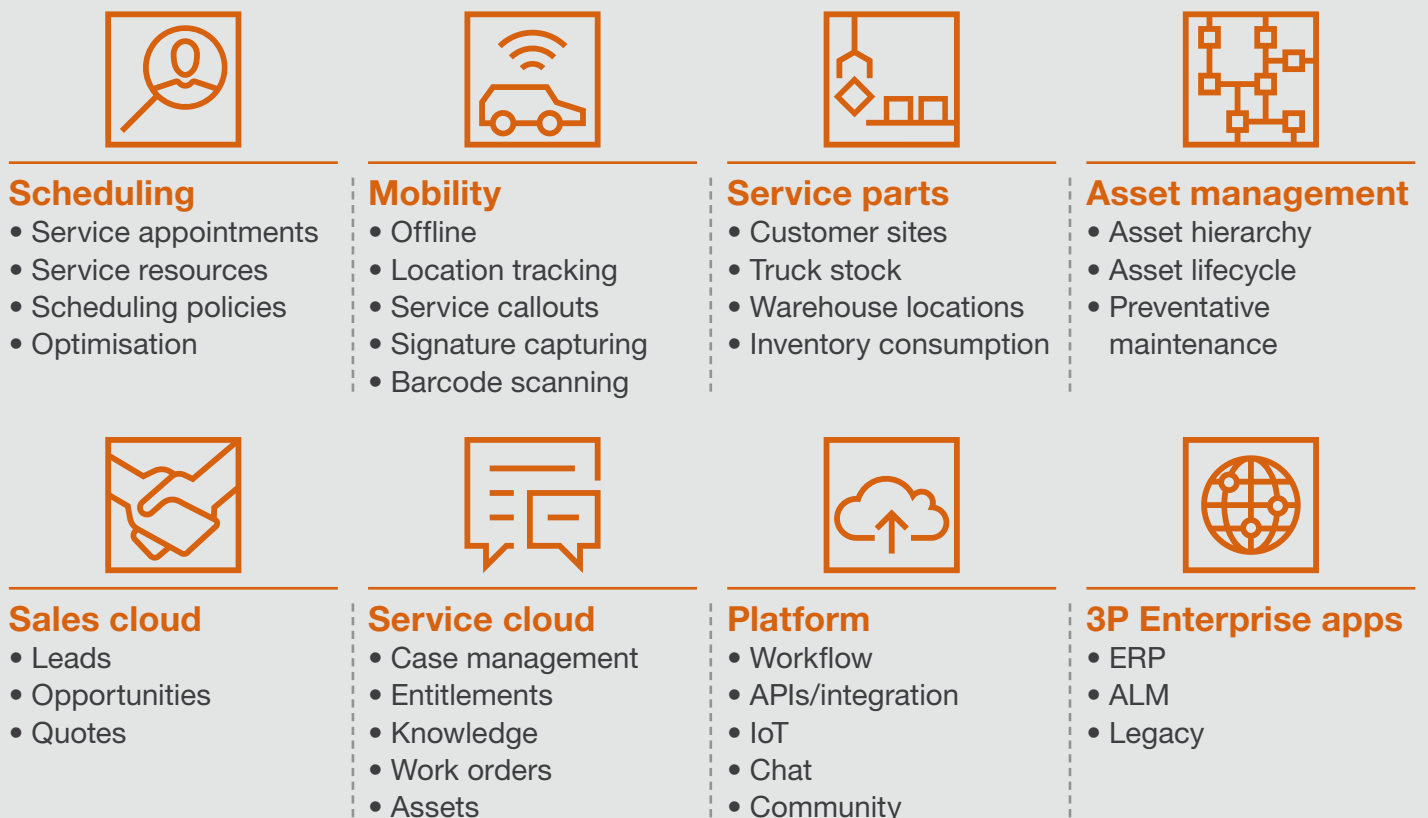 Scheduling
• Service appointments
• Service resources
• Scheduling policies
• Optimisation
Mobility
• Offline
• Location tracking
• Service callouts
• Signature capturing
• Barcode scanning
Service parts
• Customer sites
• Truck stock
• Warehouse locations
• Inventory consumption
Asset management
• Asset hierarchy
• Asset lifecycle
• Preventative
maintenance
Sales cloud
• Leads
• Opportunities
• Quotes
Service cloud
• Case management
• Entitlements
• Knowledge
• Work orders
• Assets
Platform
• Workflow
• APIs/integration
• IoT
• Chat
• Community
3P Enterprise apps
• ERP
• ALM
• Legacy